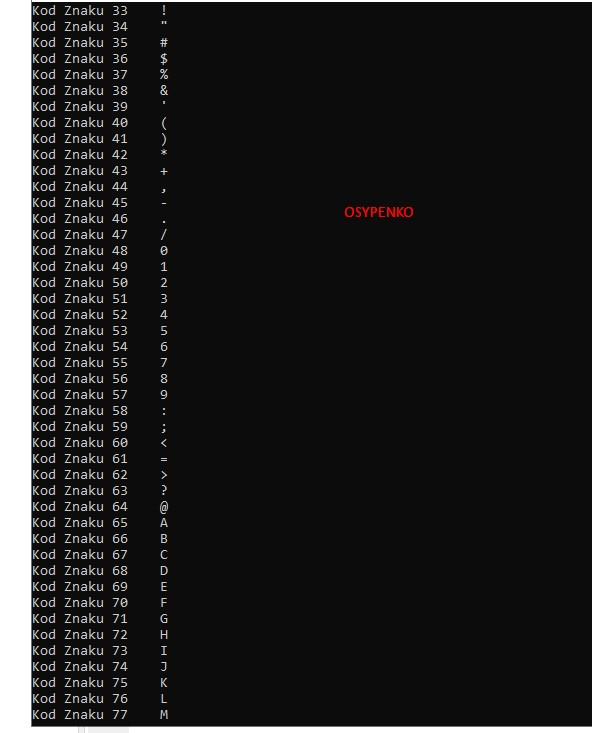 Kod Znaku 33    !
Kod Znaku 34    "
Kod Znaku 35    #
Kod Znaku 36    $
Kod Znaku 37    %
Kod Znaku 38    &
Kod Znaku 39    '
Kod Znaku 40    (
Kod Znaku 41    )
Kod Znaku 42    *
Kod Znaku 43    +
Kod Znaku 44    ,
Kod Znaku 45    -
OSYPENKO
Kod Znaku 46    .
Kod Znaku 47    /
Kod Znaku 48    0
Kod Znaku 49    1
Kod Znaku 50    2
Kod Znaku 51    3
Kod Znaku 52    4
Kod Znaku 53    5
Kod Znaku 54    6
Kod Znaku 55    7
Kod Znaku 56    8
Kod Znaku 57    9
Kod Znaku 58    :
Kod Znaku 59    ;
Kod Znaku 60    <
Kod Znaku 61    =
Kod Znaku 62    >
Kod Znaku 63    ?
Kod Znaku 64    @
Kod Znaku 65    A
Kod Znaku 66    B
Kod Znaku 67    C
Kod Znaku 68    D
Kod Znaku 69    E
Kod Znaku 70    F
Kod Znaku 71    G
Kod Znaku 72    H
Kod Znaku 73    I
Kod Znaku 74    J
Kod Znaku 75    K
Kod Znaku 76    L
Kod Znaku 77    M